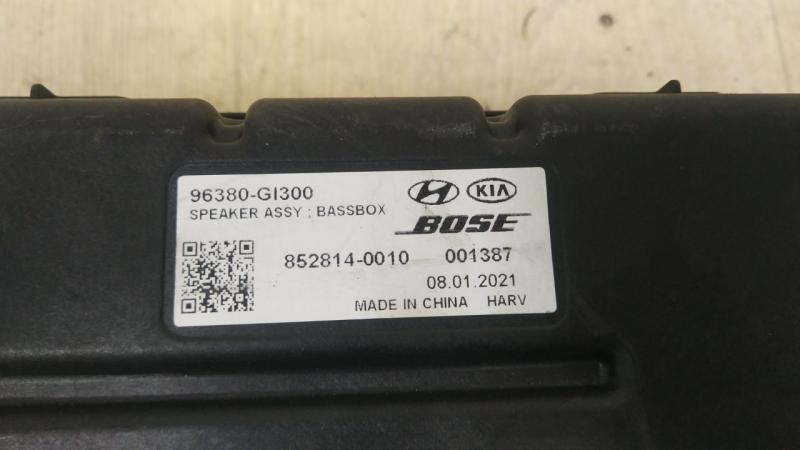 96380-GI300
SPEAKER ASSY ; BASSBOX
KIA
BOSE
852814-0010 001387
08.01.2021
MADE IN CHINA HARV